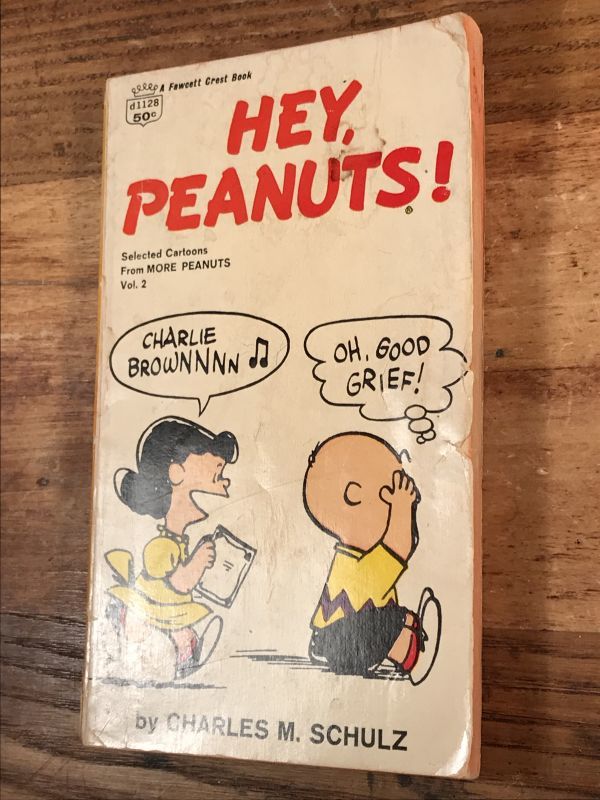 A Fawcett Crest Book
d1128
50c
HEY,
PEANUTS!
®
Selected Cartoons
From MORE PEANUTS
Vol. 2
CHARLIE
BROWNNNN ♫
OH, GOOD
GRIEF!
by CHARLES M. SCHULZ